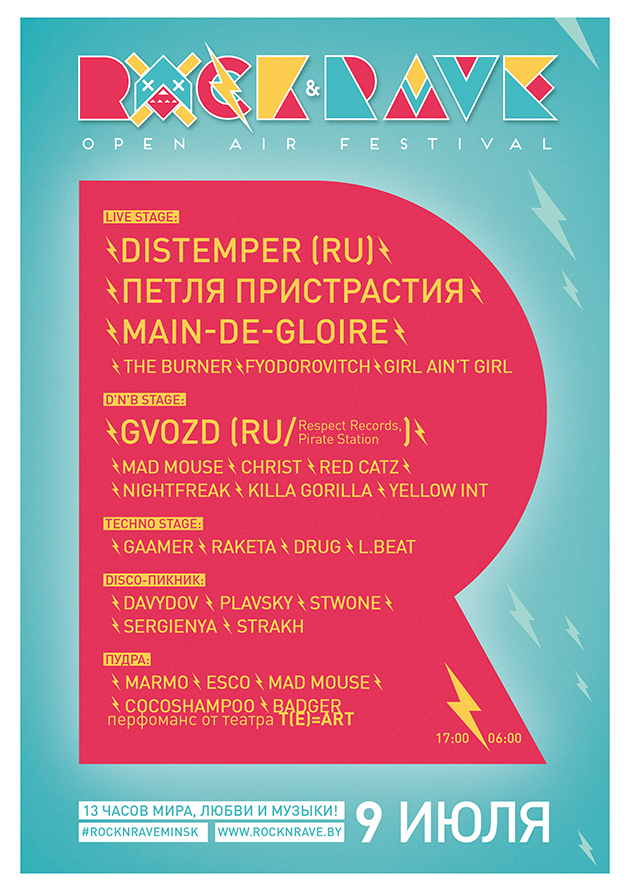 ROCK & RAVE
OPEN AIR FESTIVAL
LIVE STAGE:
DISTEMPER (RU)
ПЕТЛЯ ПРИСТРАСТИЯ
MAIN-DE-GLOIRE
THE BURNER FYODOROVITCH GIRL AIN'T GIRL
D'N'B STAGE:
GVOZD (RU/Respect Records, Pirate Station)
MAD MOUSE CHRIST RED CATZ
NIGHTFREAK KILLA GORILLA YELLOW INT
TECHNO STAGE:
GAAMER RAKETA DRUG L.BEAT
DISCO-ПИКНИК:
DAVYDOV PLAVSKY STWONE
SERGIENYA STRAKH
ПУДРА:
MARMO ESCO MAD MOUSE
COCOSHAMPOO BADGER
перфоманс от театра T(E)=ART
17:00 06:00
13 ЧАСОВ МИРА, ЛЮБВИ И МУЗЫКИ!
#ROCKNRAVEMINSK WWW.ROCKNRAVE.BY
9 ИЮЛЯ